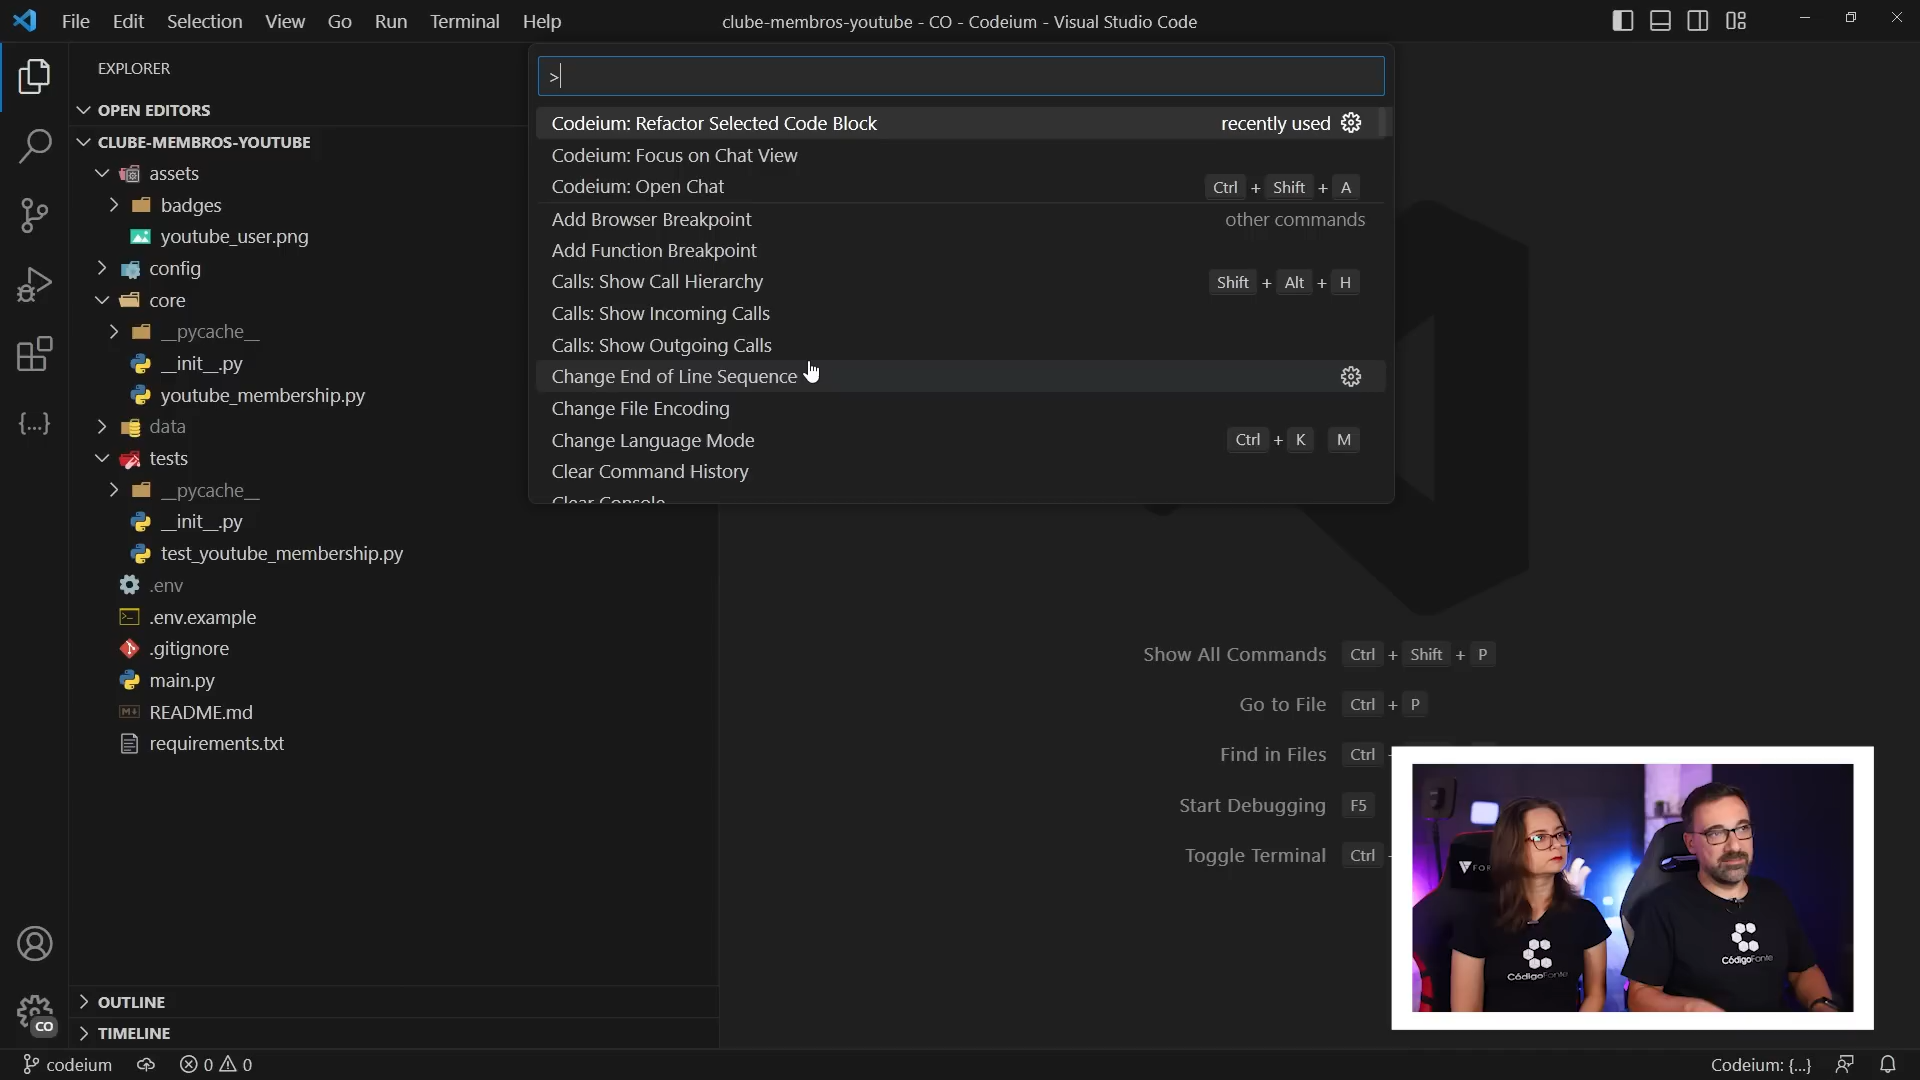 File Edit Selection View Go Run Terminal Help
clube-membros-youtube - CO - Codeium - Visual Studio Code
EXPLORER
OPEN EDITORS
CLUBE-MEMBROS-YOUTUBE
assets
badges
youtube_user.png
config
core
__pycache__
__init__.py
youtube_membership.py
data
tests
__pycache__
__init__.py
test_youtube_membership.py
.env
.env.example
.gitignore
main.py
README.md
requirements.txt
OUTLINE
TIMELINE
CO
>
Codeium: Refactor Selected Code Block recently used
Codeium: Focus on Chat View
Codeium: Open Chat Ctrl + Shift + A
Add Browser Breakpoint other commands
Add Function Breakpoint
Calls: Show Call Hierarchy Shift + Alt + H
Calls: Show Incoming Calls
Calls: Show Outgoing Calls
Change End of Line Sequence
Change File Encoding
Change Language Mode Ctrl + K M
Clear Command History
Clear Console
Show All Commands Ctrl + Shift + P
Go to File Ctrl + P
Find in Files Ctrl
Start Debugging F5
Toggle Terminal Ctrl
CódigoFonte
CódigoFonte
codeium 0 0
Codeium: {...}